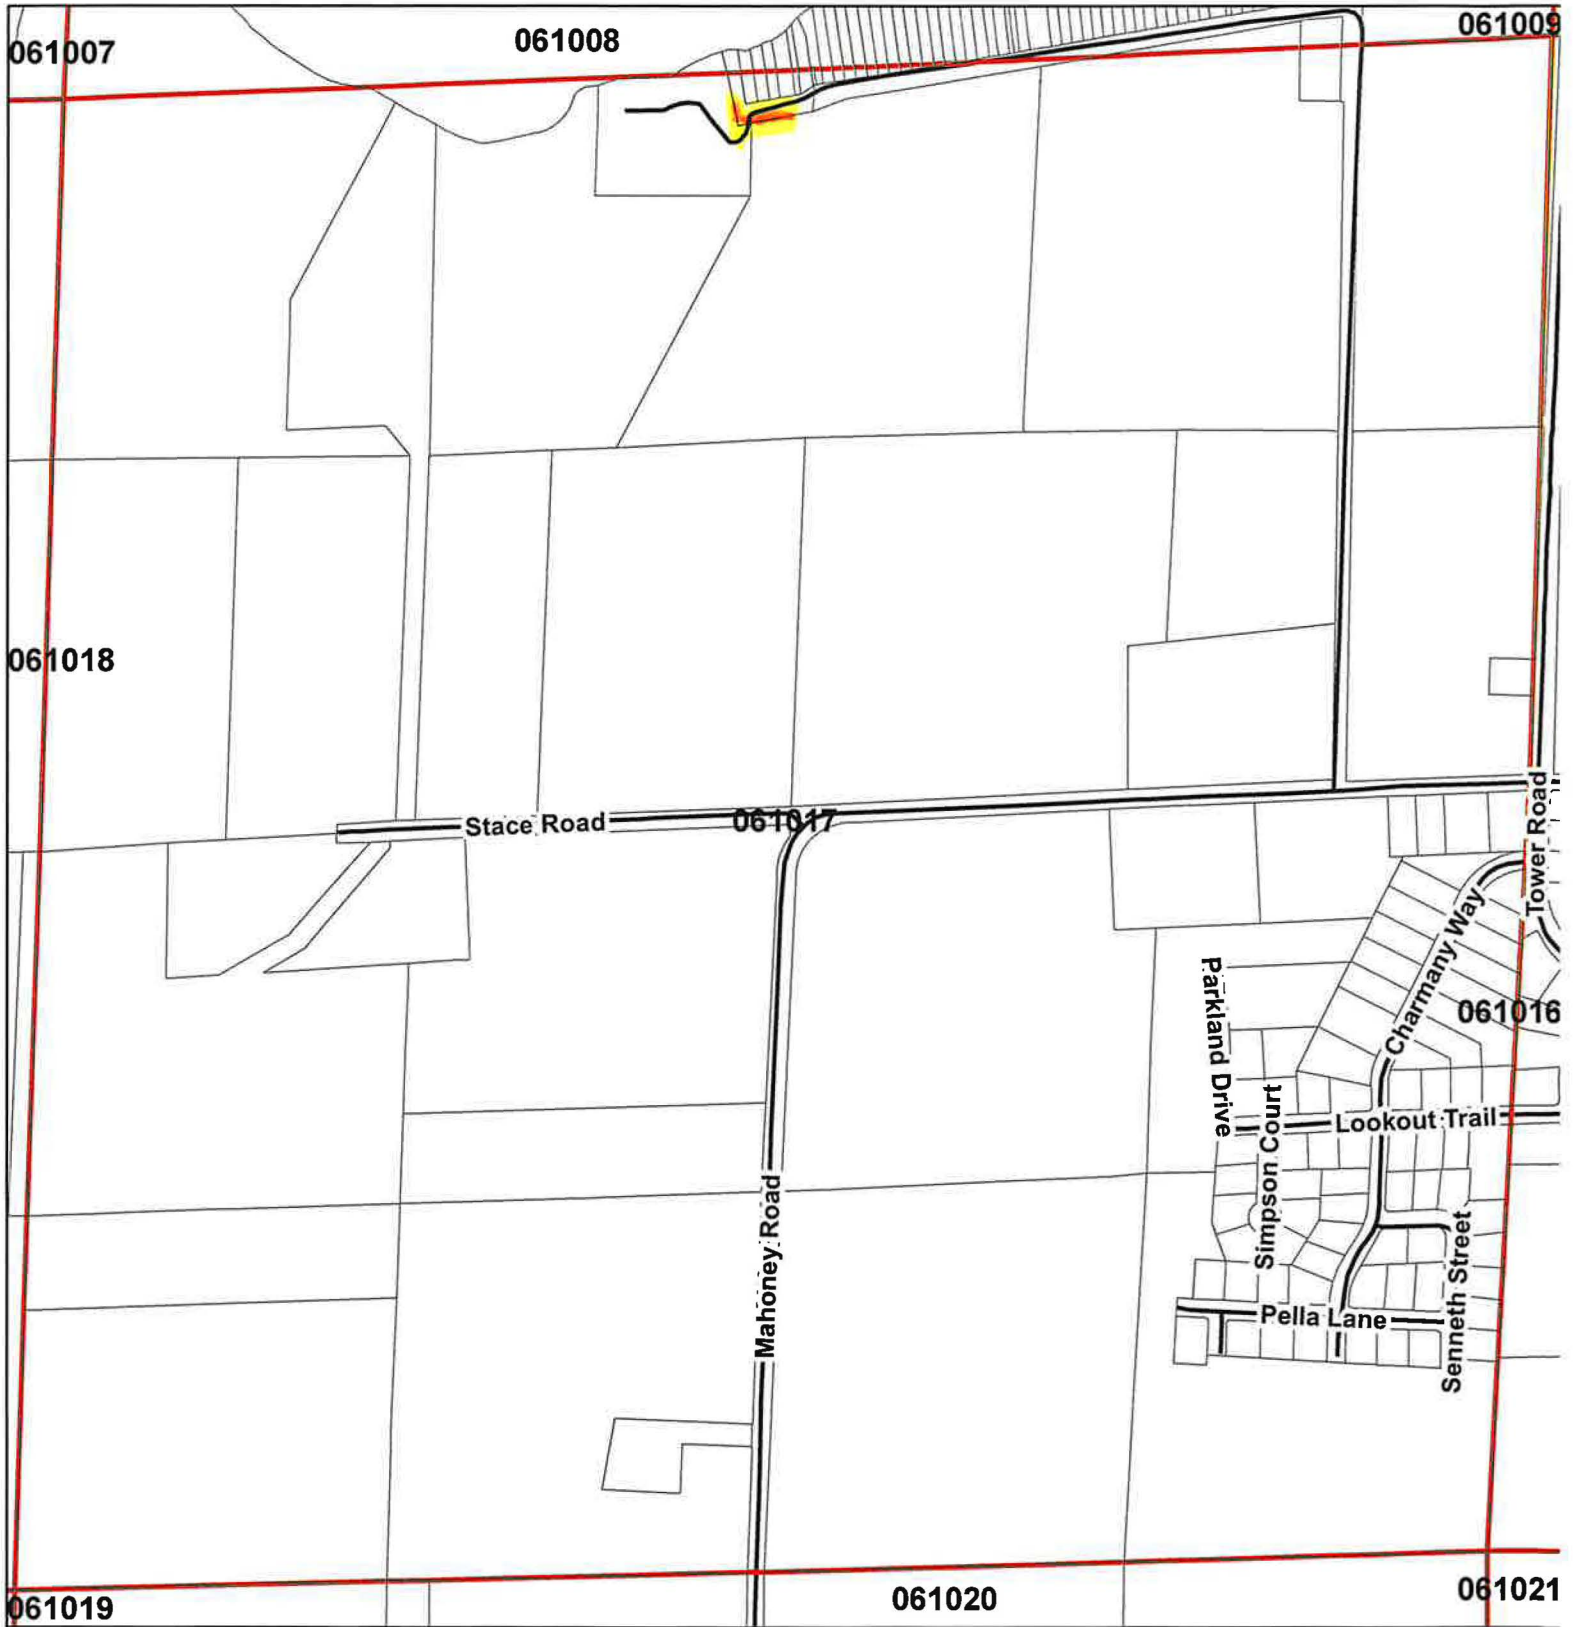 061007
061008
061009
061018
Stace Road
061017
Tower Road
Charmany Way
Parkland Drive
061016
Simpson Court
Lookout Trail
Mahoney Road
Senneth Street
Pella Lane
061019
061020
061021